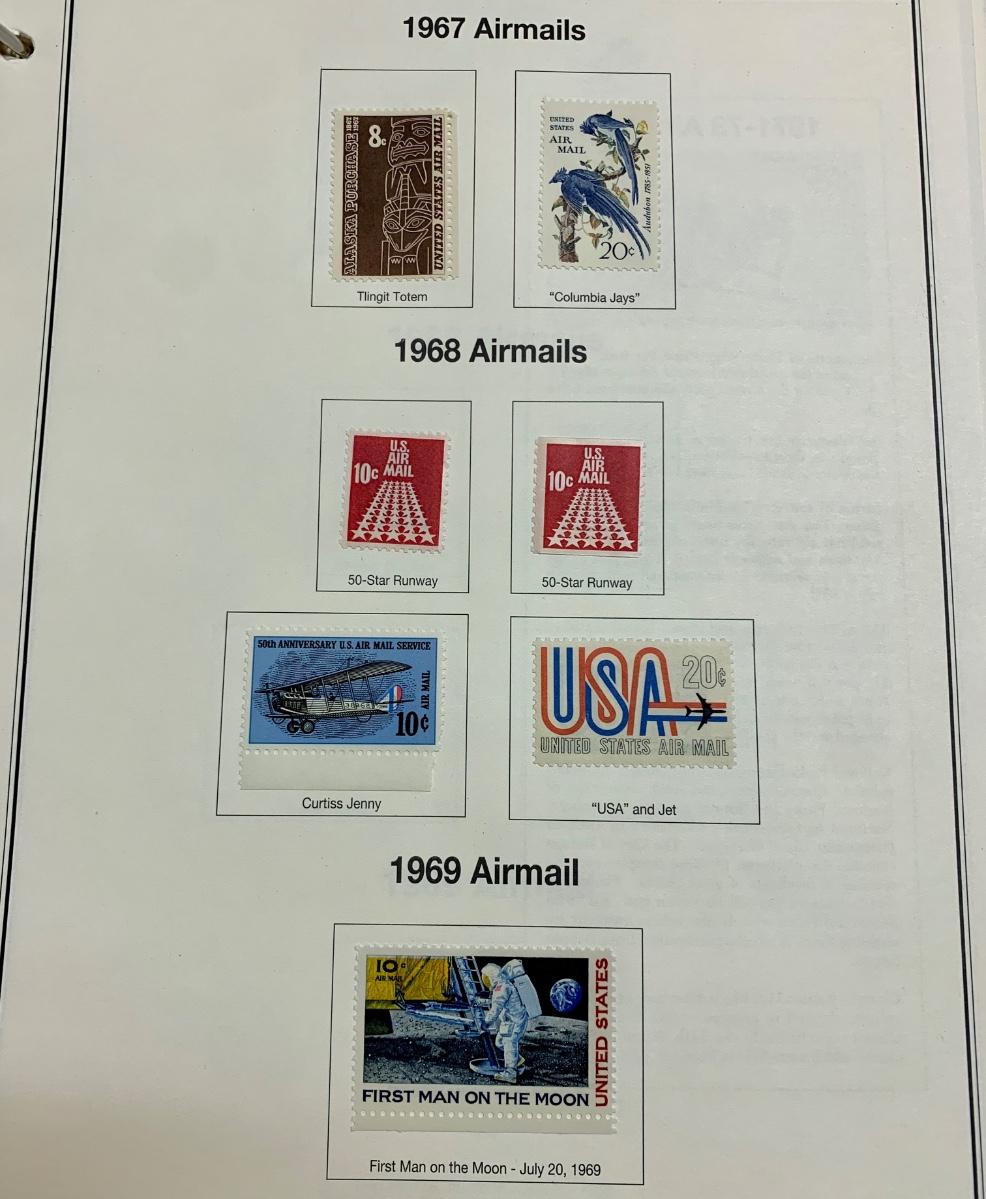 1967 Airmails
ALASKA PURCHASE 1867 1967
8c
UNITED STATES AIR MAIL
Tlingit Totem
UNITED
STATES
AIR
MAIL
Audubon 1785-1851
20c
"Columbia Jays"
1968 Airmails
U.S.
AIR
10c MAIL
50-Star Runway
U.S.
AIR
10c MAIL
50-Star Runway
50th ANNIVERSARY U.S. AIR MAIL SERVICE
AIR MAIL
10¢
Curtiss Jenny
USA 20c
UNITED STATES AIR MAIL
"USA" and Jet
1969 Airmail
10c
AIR MAIL
UNITED STATES
FIRST MAN ON THE MOON
First Man on the Moon - July 20, 1969